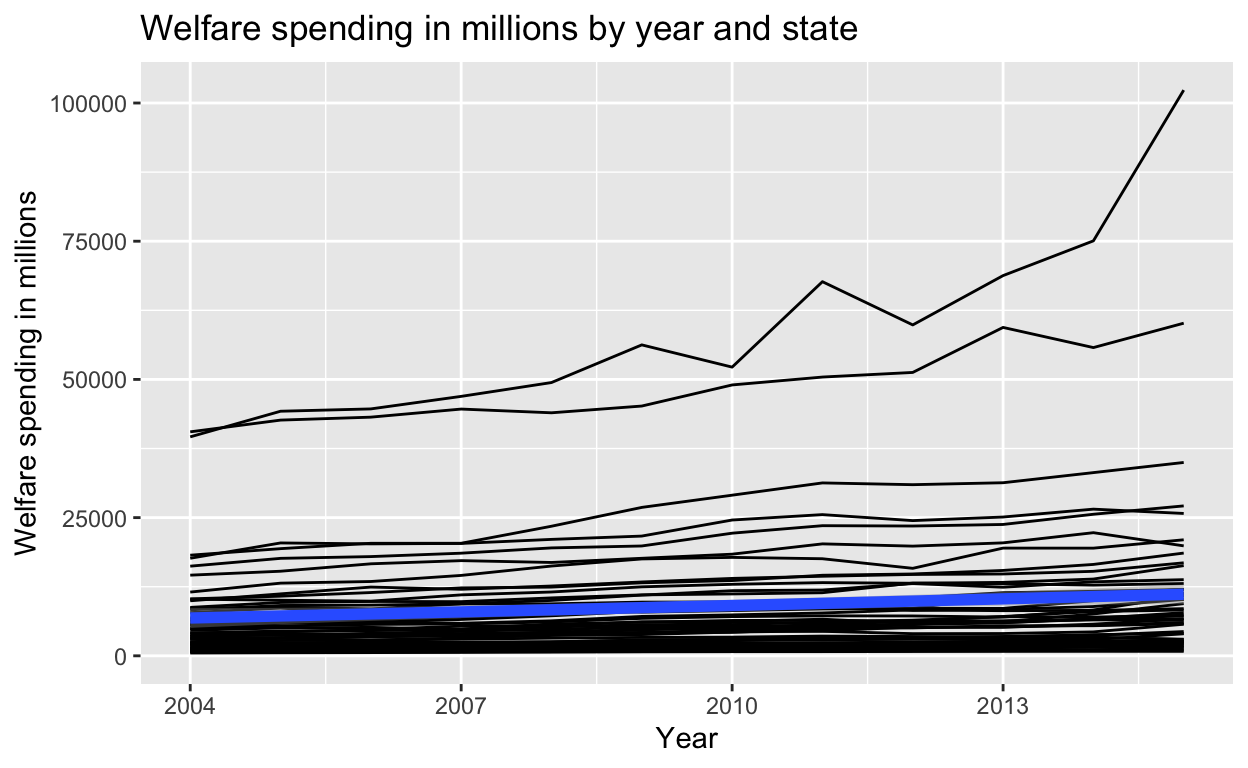 Welfare spending in millions by year and state
Welfare spending in millions
100000
75000
50000
25000
0
2004 2007 2010 2013
Year